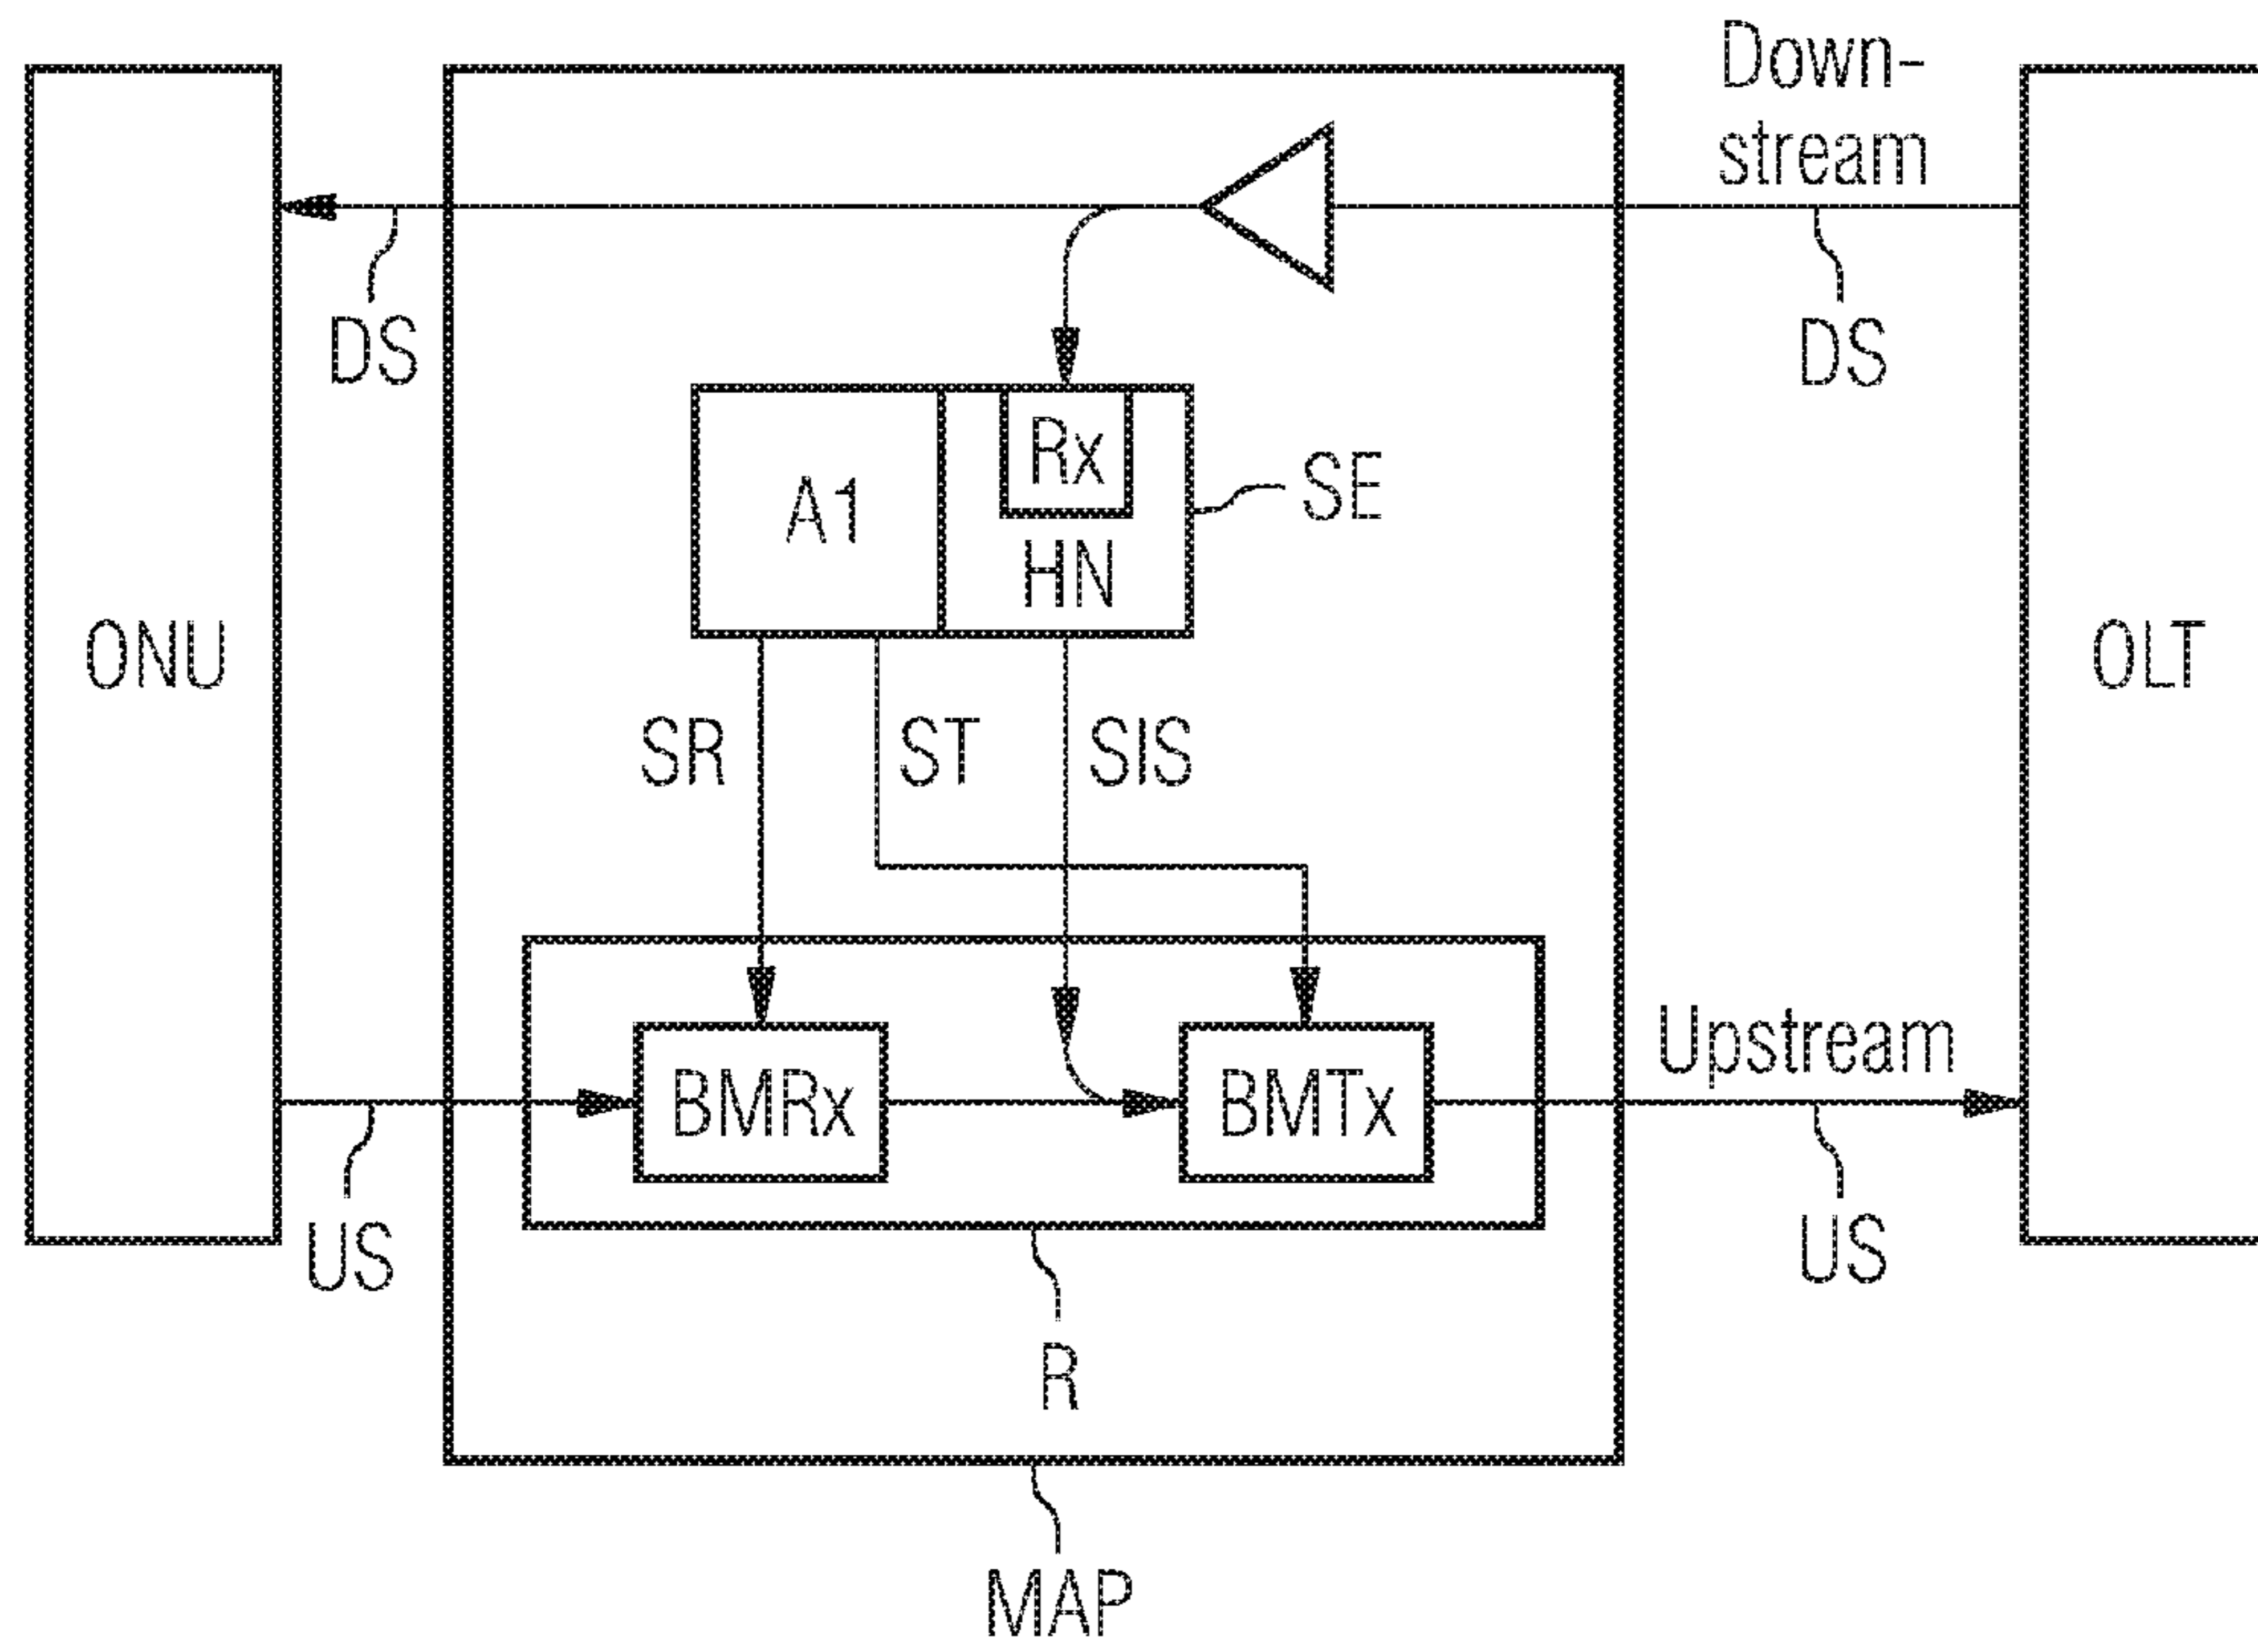 Down-
stream
DS
DS
Rx
A1
SE
HN
ONU
OLT
SR
ST
SIS
Upstream
BMRx
BMTx
US
US
R
MAP